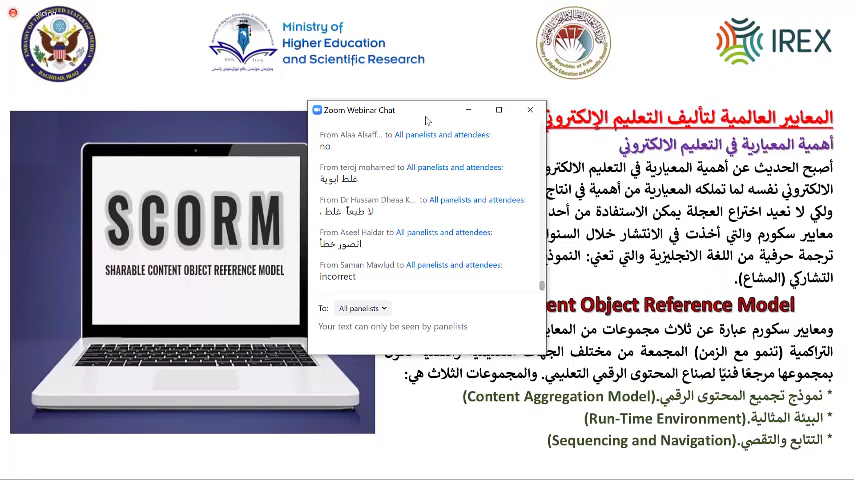 Ministry of
Higher Education
and Scientific Research
IREX
المعايير العالمية لتأليف التعليم الإلكتروني
أهمية المعيارية في التعليم الالكتروني
أصبح الحديث عن أهمية المعيارية في التعليم
الالكتروني نفسه لما تملكه المعيارية من أهمية في انتاج
ولكي لا نعيد اختراع العجلة يمكن الاستفادة من أحد
معايير سكورم والتي أخذت في الانتشار خلال
ترجمة حرفية من اللغة الانجليزية والتي تعني:
التشاركي (المشاع).
Object Reference Model
ومعايير سكورم عبارة عن ثلاث مجموعات من
التراكمية (تنمو مع الزمن) المجمعة من مختلف
بمجموعها مرجعًا فنيًا لصناع المحتوى الرقمي التعليمي. والمجموعات الثلاث هي:
* نموذج تجميع المحتوى الرقمي.(Content Aggregation Model)
* البيئة المثالية.(Run-Time Environment)
* التتابع والتقصي.(Sequencing and Navigation)
SCORM
SHARABLE CONTENT OBJECT REFERENCE MODEL
Zoom Webinar Chat
From Alaa Alsaff... to All panelists and attendees:
no
From teroj mohamed to All panelists and attendees:
غلط ابوية
From Dr Hussam Dheaa K... to All panelists and attendees:
لا طبعاً غلط ،
From Aseel Haidar to All panelists and attendees:
اتصور خطأ
From Saman Mawlud to All panelists and attendees:
incorrect
To: All panelists
Your text can only be seen by panelists